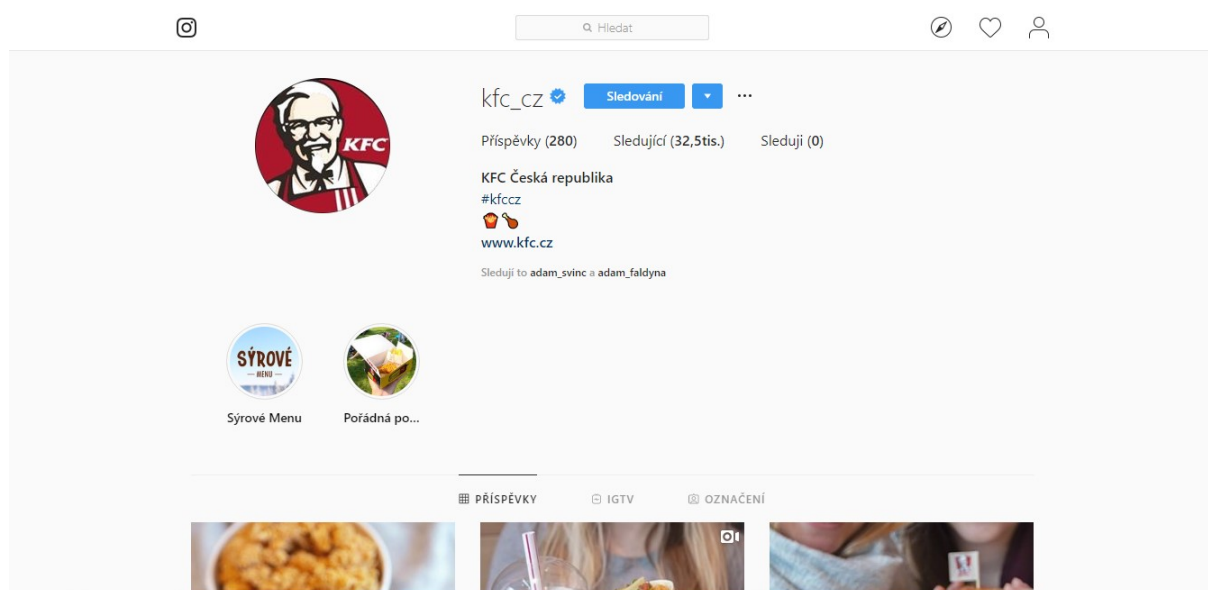 Hledat
kfc_cz Sledování
Příspěvky (280) Sledující (32,5tis.) Sleduji (0)
KFC Česká republika
#kfccz
www.kfc.cz
Sledují to adam_svinc a adam_faldyna
KFC
SÝROVÉ
MENU
Sýrové Menu Pořádná po...
PŘÍSPĚVKY IGTV OZNAČENÍ